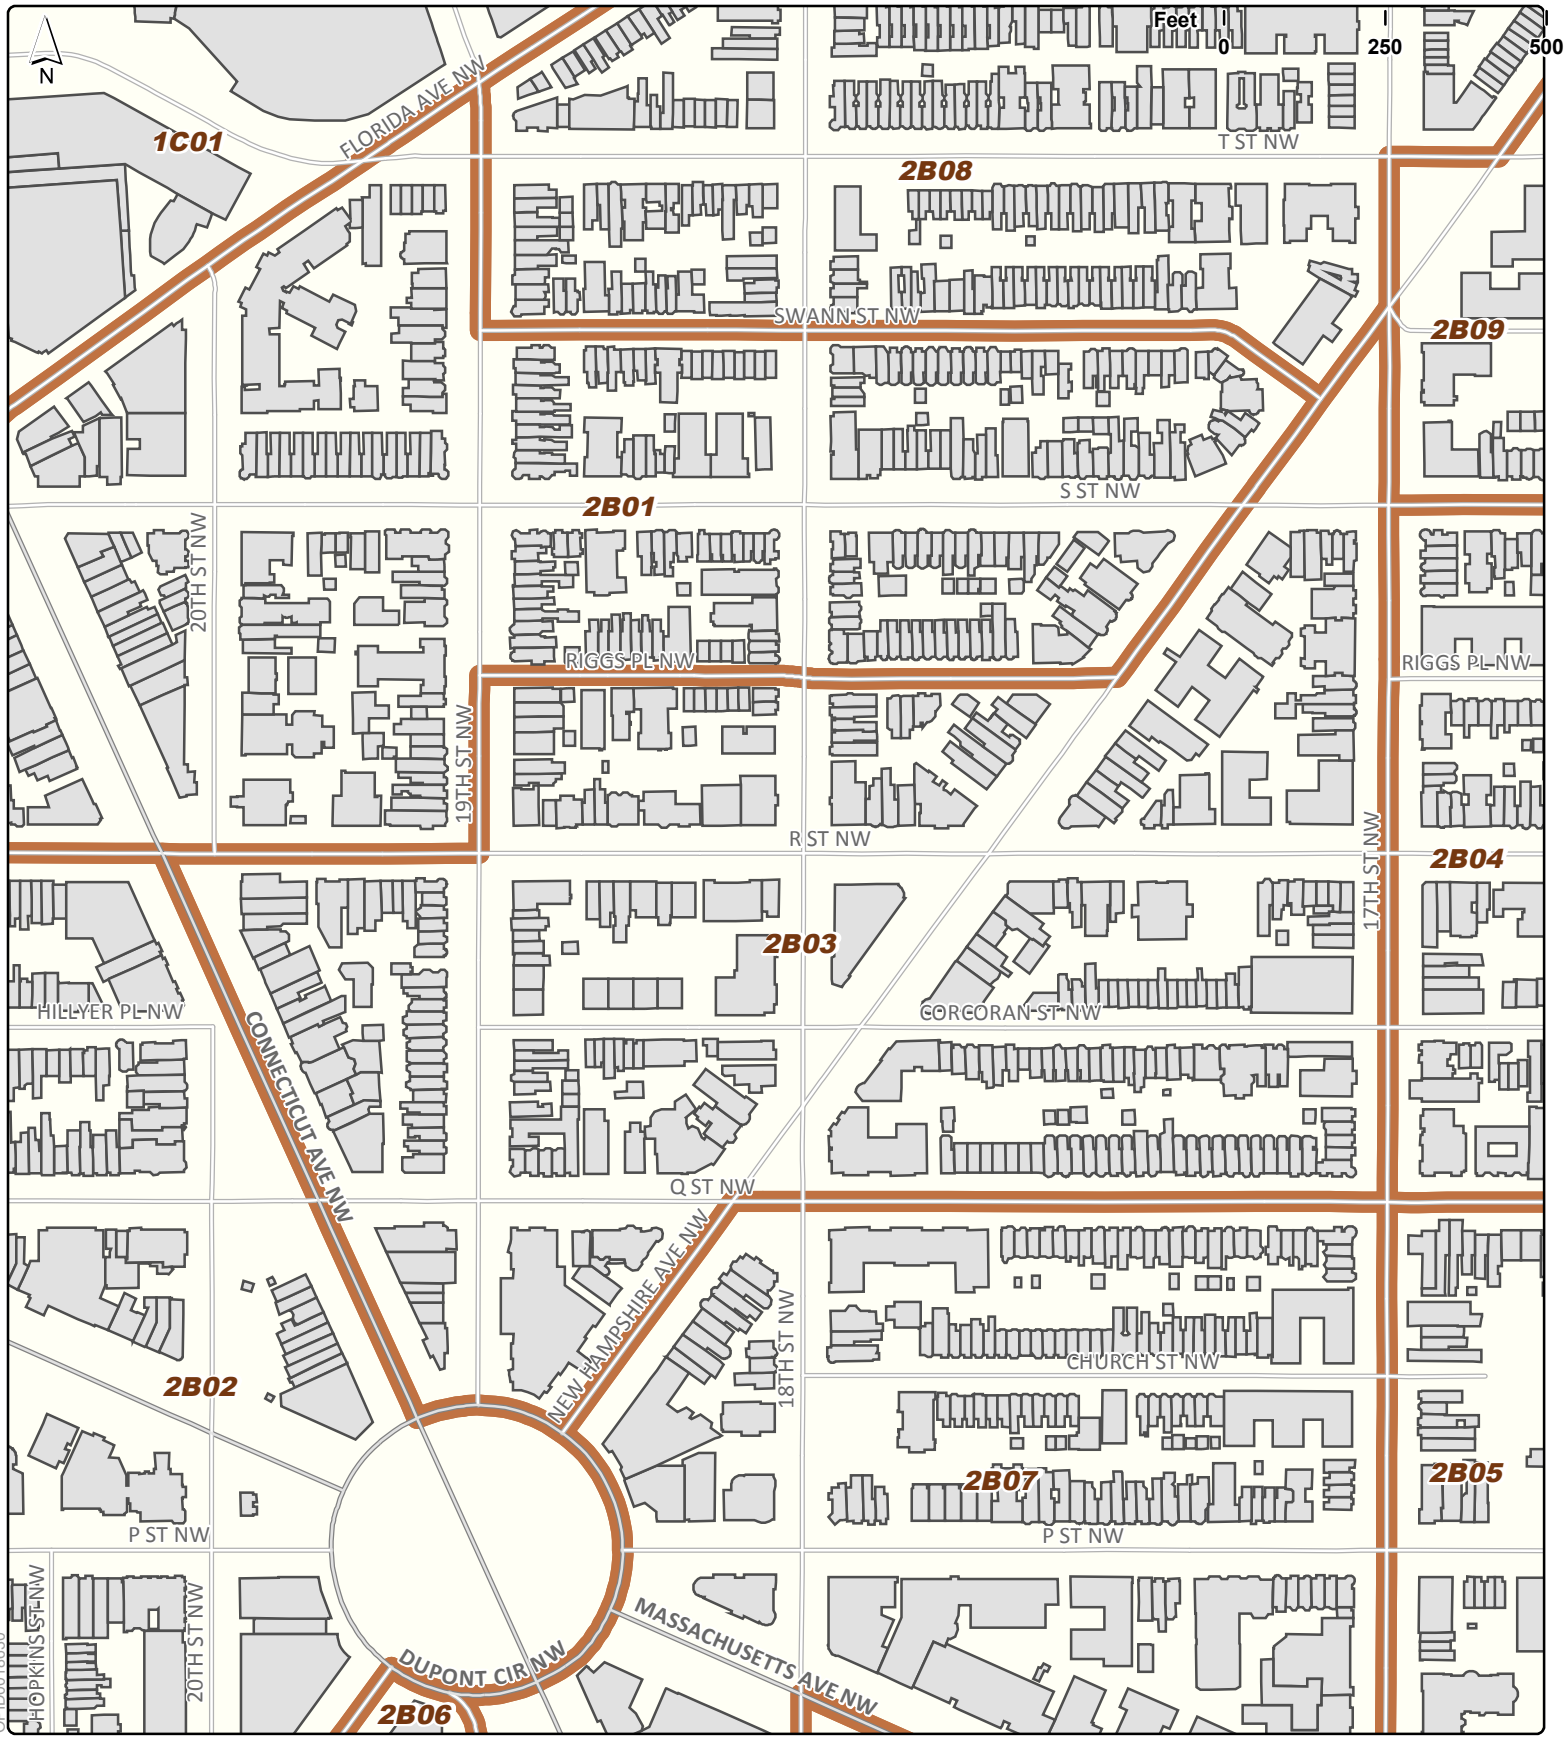 Feet
0
250
500
N
FLORIDA AVE NW
1C01
T ST NW
2B08
SWANN ST NW
2B09
S ST NW
2B01
20TH ST NW
RIGGS PL NW
RIGGS PL NW
19TH ST NW
R ST NW
17TH ST NW
2B04
2B03
HILLYER PL NW
CORCORAN ST NW
CONNECTICUT AVE NW
Q ST NW
NEW HAMPSHIRE AVE NW
18TH ST NW
CHURCH ST NW
2B02
2B07
2B05
P ST NW
P ST NW
HOPKINS ST NW
20TH ST NW
MASSACHUSETTS AVE NW
DUPONT CIR NW
2B06